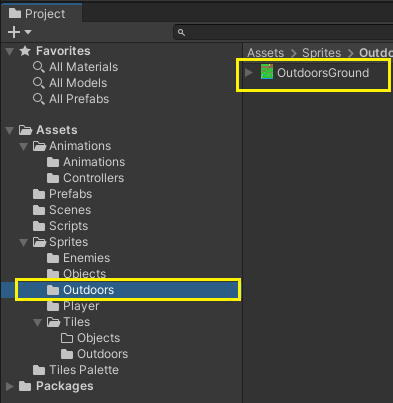 Project
Favorites
All Materials
All Models
All Prefabs
Assets
Animations
Animations
Controllers
Prefabs
Scenes
Scripts
Sprites
Enemies
Objects
Outdoors
Player
Tiles
Objects
Outdoors
Tiles Palette
Packages
Assets > Sprites > Outdo
OutdoorsGround